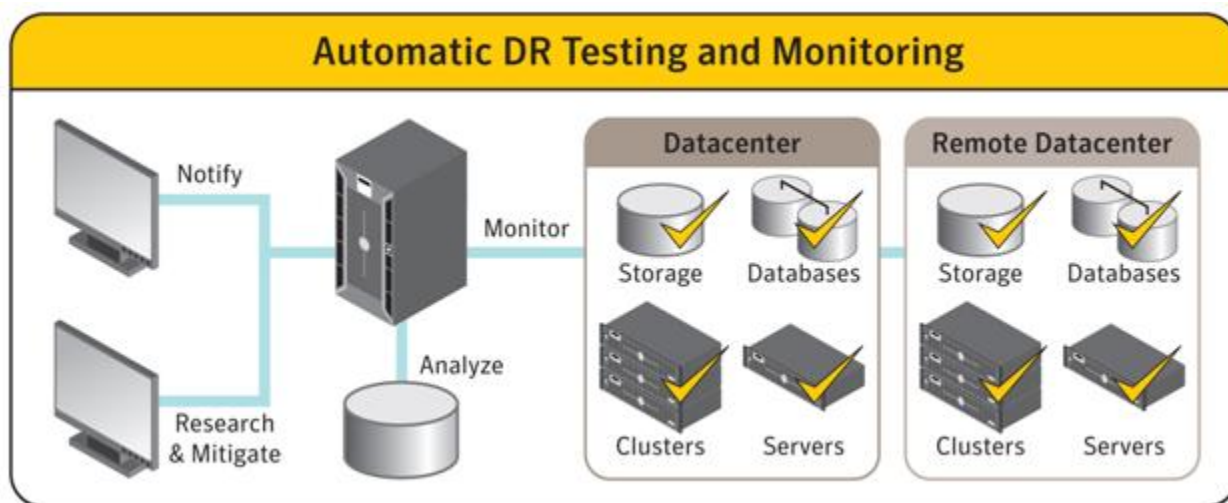 Automatic DR Testing and Monitoring
Notify
Research
& Mitigate
Monitor
Analyze
Datacenter
Storage
Databases
Clusters
Servers
Remote Datacenter
Storage
Databases
Clusters
Servers